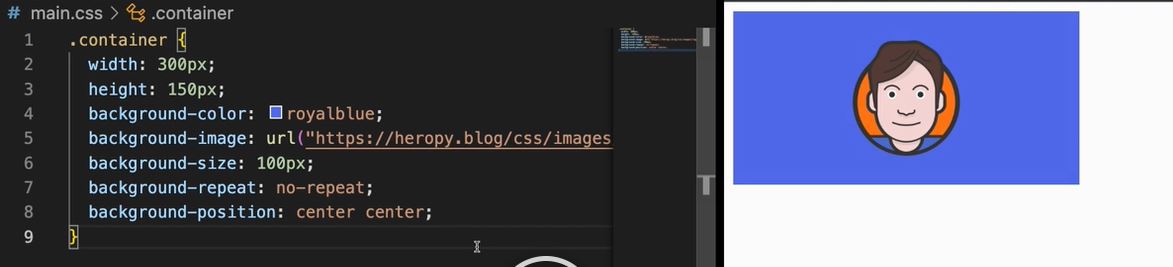 # main.css > .container
1 .container {
2 width: 300px;
3 height: 150px;
4 background-color: royalblue;
5 background-image: url("https://heropy.blog/css/images
6 background-size: 100px;
7 background-repeat: no-repeat;
8 background-position: center center;
9 }